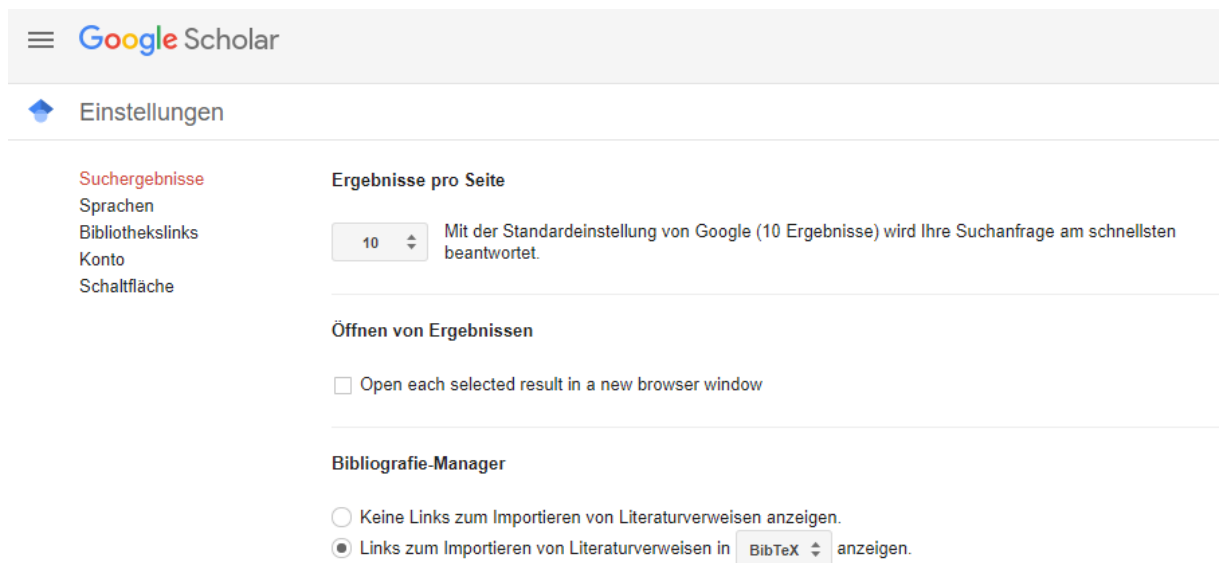 Google Scholar
Einstellungen
Suchergebnisse
Sprachen
Bibliothekslinks
Konto
Schaltfläche
Ergebnisse pro Seite
10
Mit der Standardeinstellung von Google (10 Ergebnisse) wird Ihre Suchanfrage am schnellsten
beantwortet.
Öffnen von Ergebnissen
Open each selected result in a new browser window
Bibliografie-Manager
Keine Links zum Importieren von Literaturverweisen anzeigen.
Links zum Importieren von Literaturverweisen in BibTeX anzeigen.